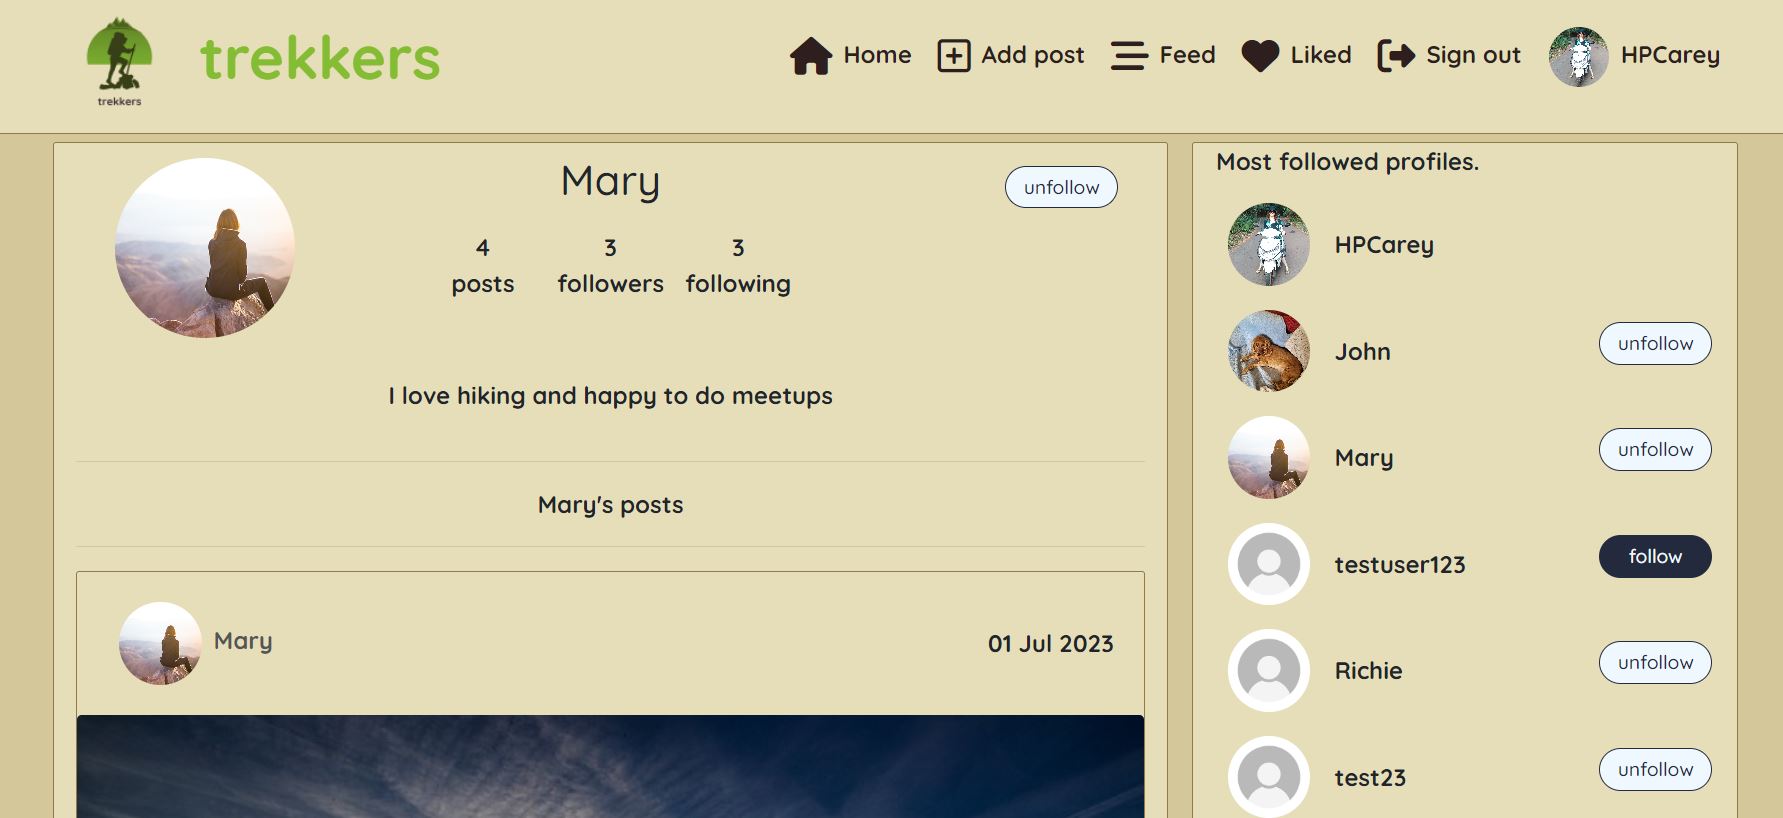 trekkers
trekkers
Home Add post Feed Liked Sign out HPCarey
Mary
unfollow
4 3 3
posts followers following
I love hiking and happy to do meetups
Mary's posts
Mary
01 Jul 2023
Most followed profiles.
HPCarey
John unfollow
Mary unfollow
testuser123 follow
Richie unfollow
test23 unfollow